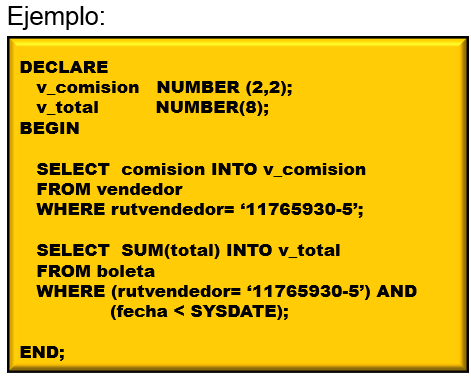 Ejemplo:
DECLARE
v_comision NUMBER (2,2);
v_total NUMBER(8);
BEGIN
SELECT comision INTO v_comision
FROM vendedor
WHERE rutvendedor= ‘11765930-5’;
SELECT SUM(total) INTO v_total
FROM boleta
WHERE (rutvendedor= ‘11765930-5’) AND
(fecha < SYSDATE);
END;